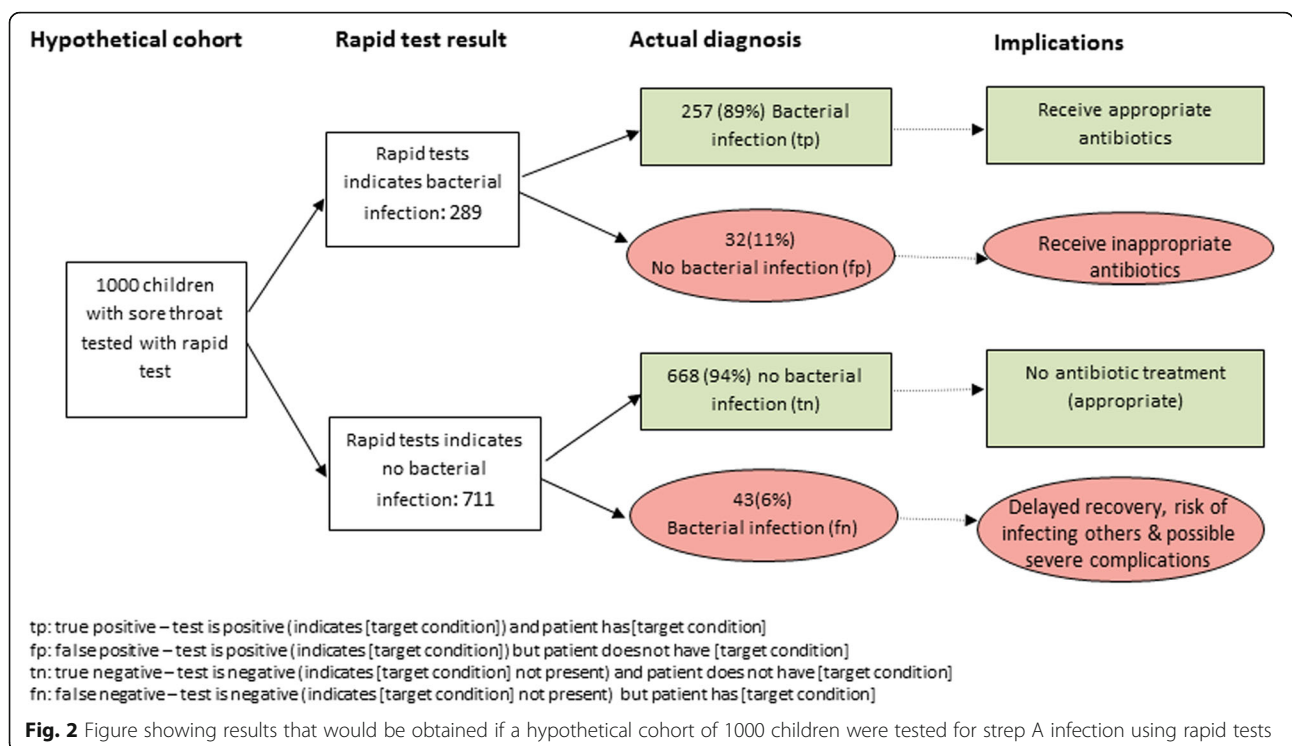 Hypothetical cohort
Rapid test result
Actual diagnosis
Implications
1000 children
with sore throat
tested with rapid
test
Rapid tests
indicates bacterial
infection: 289
257 (89%) Bacterial
infection (tp)
Receive appropriate
antibiotics
32(11%)
No bacterial infection (fp)
Receive inappropriate
antibiotics
Rapid tests indicates
no bacterial
infection: 711
668 (94%) no bacterial
infection (tn)
No antibiotic treatment
(appropriate)
43(6%)
Bacterial infection (fn)
Delayed recovery, risk of
infecting others & possible
severe complications
tp: true positive – test is positive (indicates [target condition]) and patient has [target condition]
fp: false positive – test is positive (indicates [target condition]) but patient doesnot have [target condition]
tn: true negative – test is negative (indicates [target condition] not present) and patient does not have [target condition]
fn: false negative – test is negative (indicates [target condition] not present) but patient has [target condition]
Fig. 2 Figure showing results that would be obtained if a hypothetical cohort of 1000 children were tested for strep A infection using rapid tests